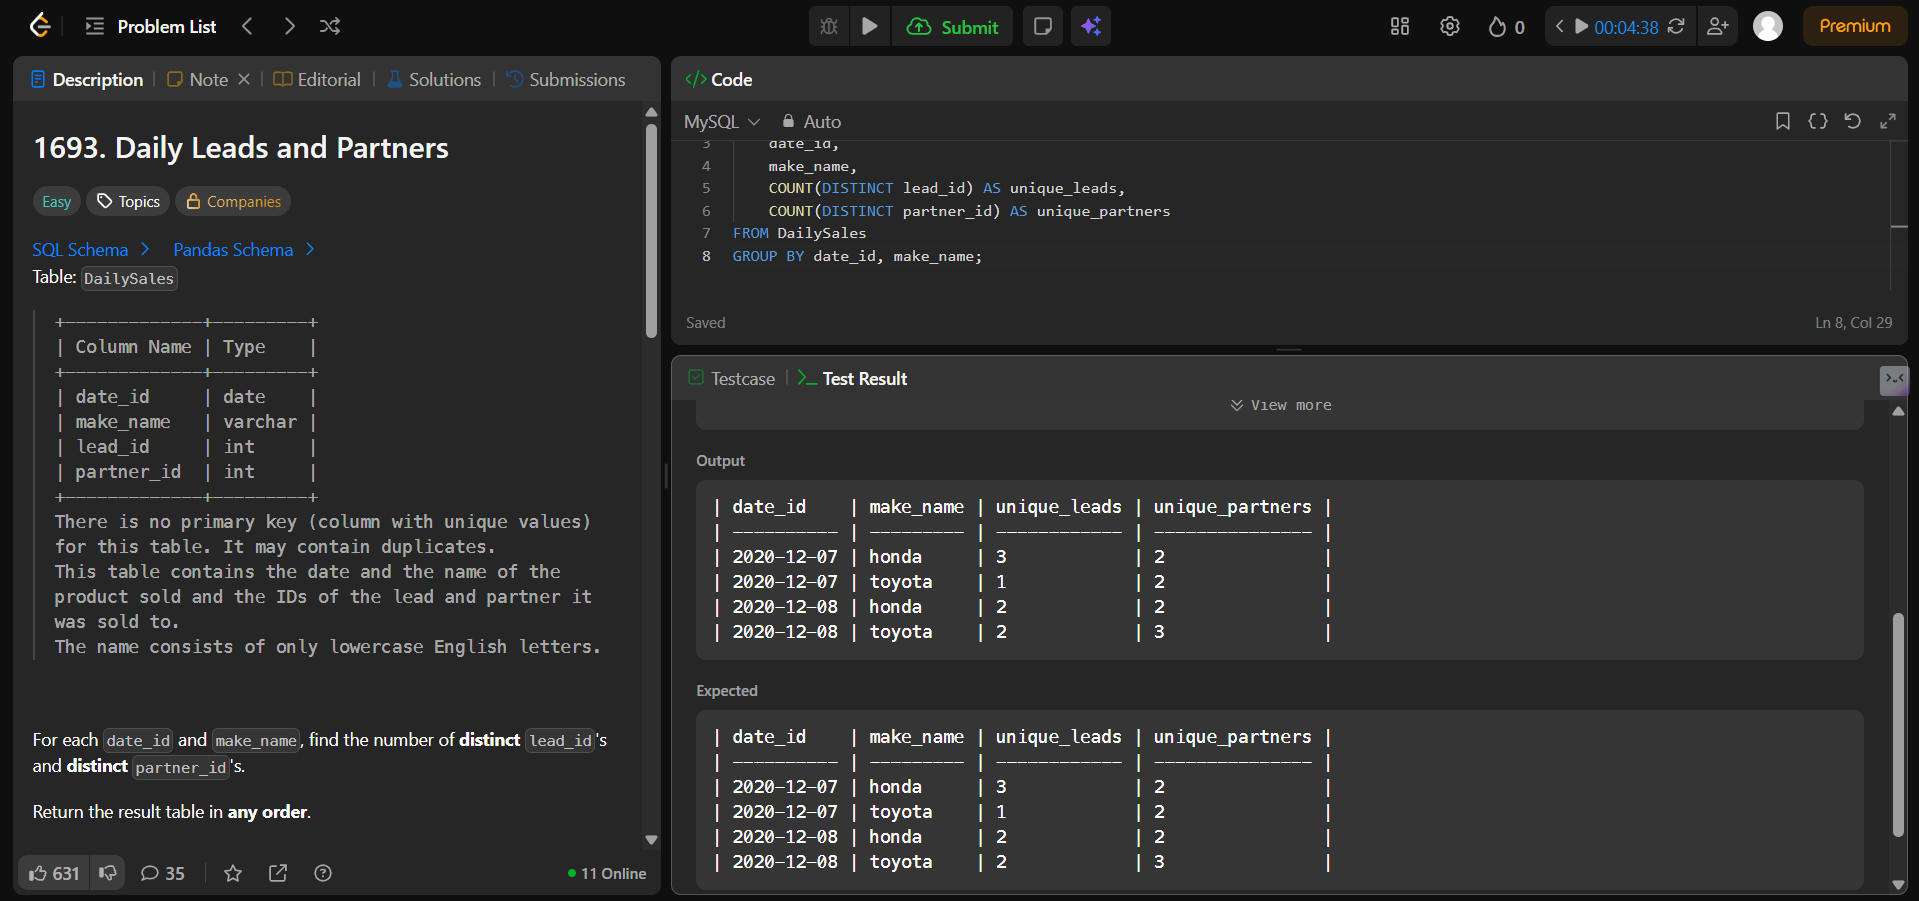 Problem List
Submit
0
00:04:38
Premium
Description
Note
Editorial
Solutions
Submissions
1693. Daily Leads and Partners
Easy
Topics
Companies
SQL Schema
Pandas Schema
Table: DailySales
+-------------+---------+
| Column Name | Type    |
+-------------+---------+
| date_id     | date    |
| make_name   | varchar |
| lead_id     | int     |
| partner_id  | int     |
+-------------+---------+
There is no primary key (column with unique values)
for this table. It may contain duplicates.
This table contains the date and the name of the
product sold and the IDs of the lead and partner it
was sold to.
The name consists of only lowercase English letters.
For each date_id and make_name, find the number of distinct lead_id's
and distinct partner_id's.
Return the result table in any order.
631
35
11 Online
</> Code
MySQL
Auto
3 date_id,
4 make_name,
5 COUNT(DISTINCT lead_id) AS unique_leads,
6 COUNT(DISTINCT partner_id) AS unique_partners
7 FROM DailySales
8 GROUP BY date_id, make_name;
Saved
Ln 8, Col 29
Testcase
Test Result
View more
Output
| date_id    | make_name | unique_leads | unique_partners |
| ---------- | --------- | ------------ | --------------- |
| 2020-12-07 | honda     | 3            | 2               |
| 2020-12-07 | toyota    | 1            | 2               |
| 2020-12-08 | honda     | 2            | 2               |
| 2020-12-08 | toyota    | 2            | 3               |
Expected
| date_id    | make_name | unique_leads | unique_partners |
| ---------- | --------- | ------------ | --------------- |
| 2020-12-07 | honda     | 3            | 2               |
| 2020-12-07 | toyota    | 1            | 2               |
| 2020-12-08 | honda     | 2            | 2               |
| 2020-12-08 | toyota    | 2            | 3               |